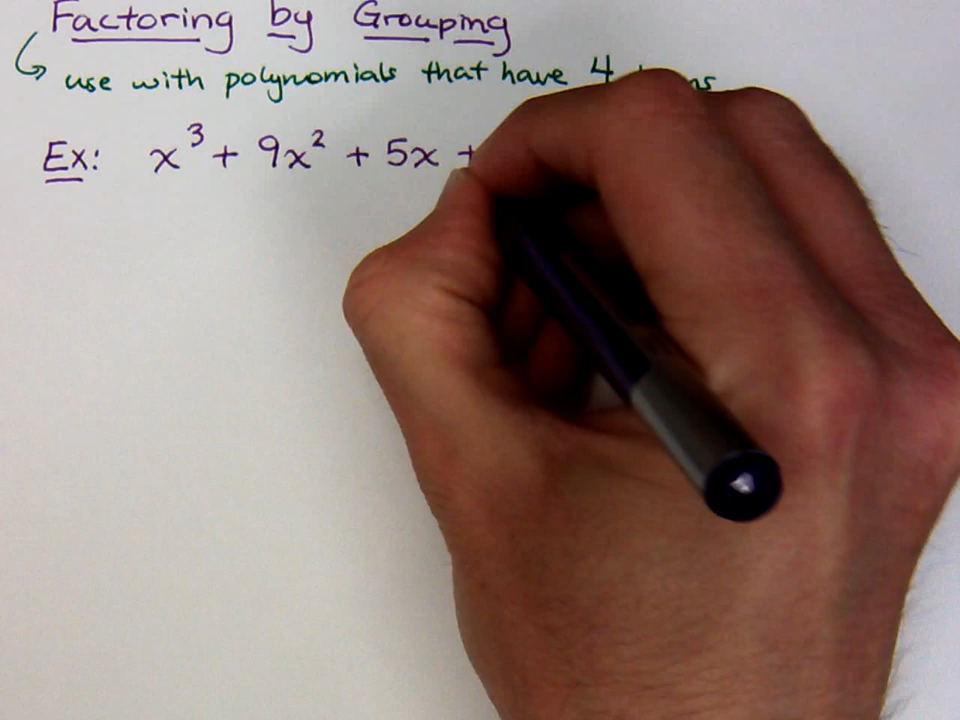 Factoring by Grouping
use with polynomials that have 4
Ex: x³ + 9x² + 5x +